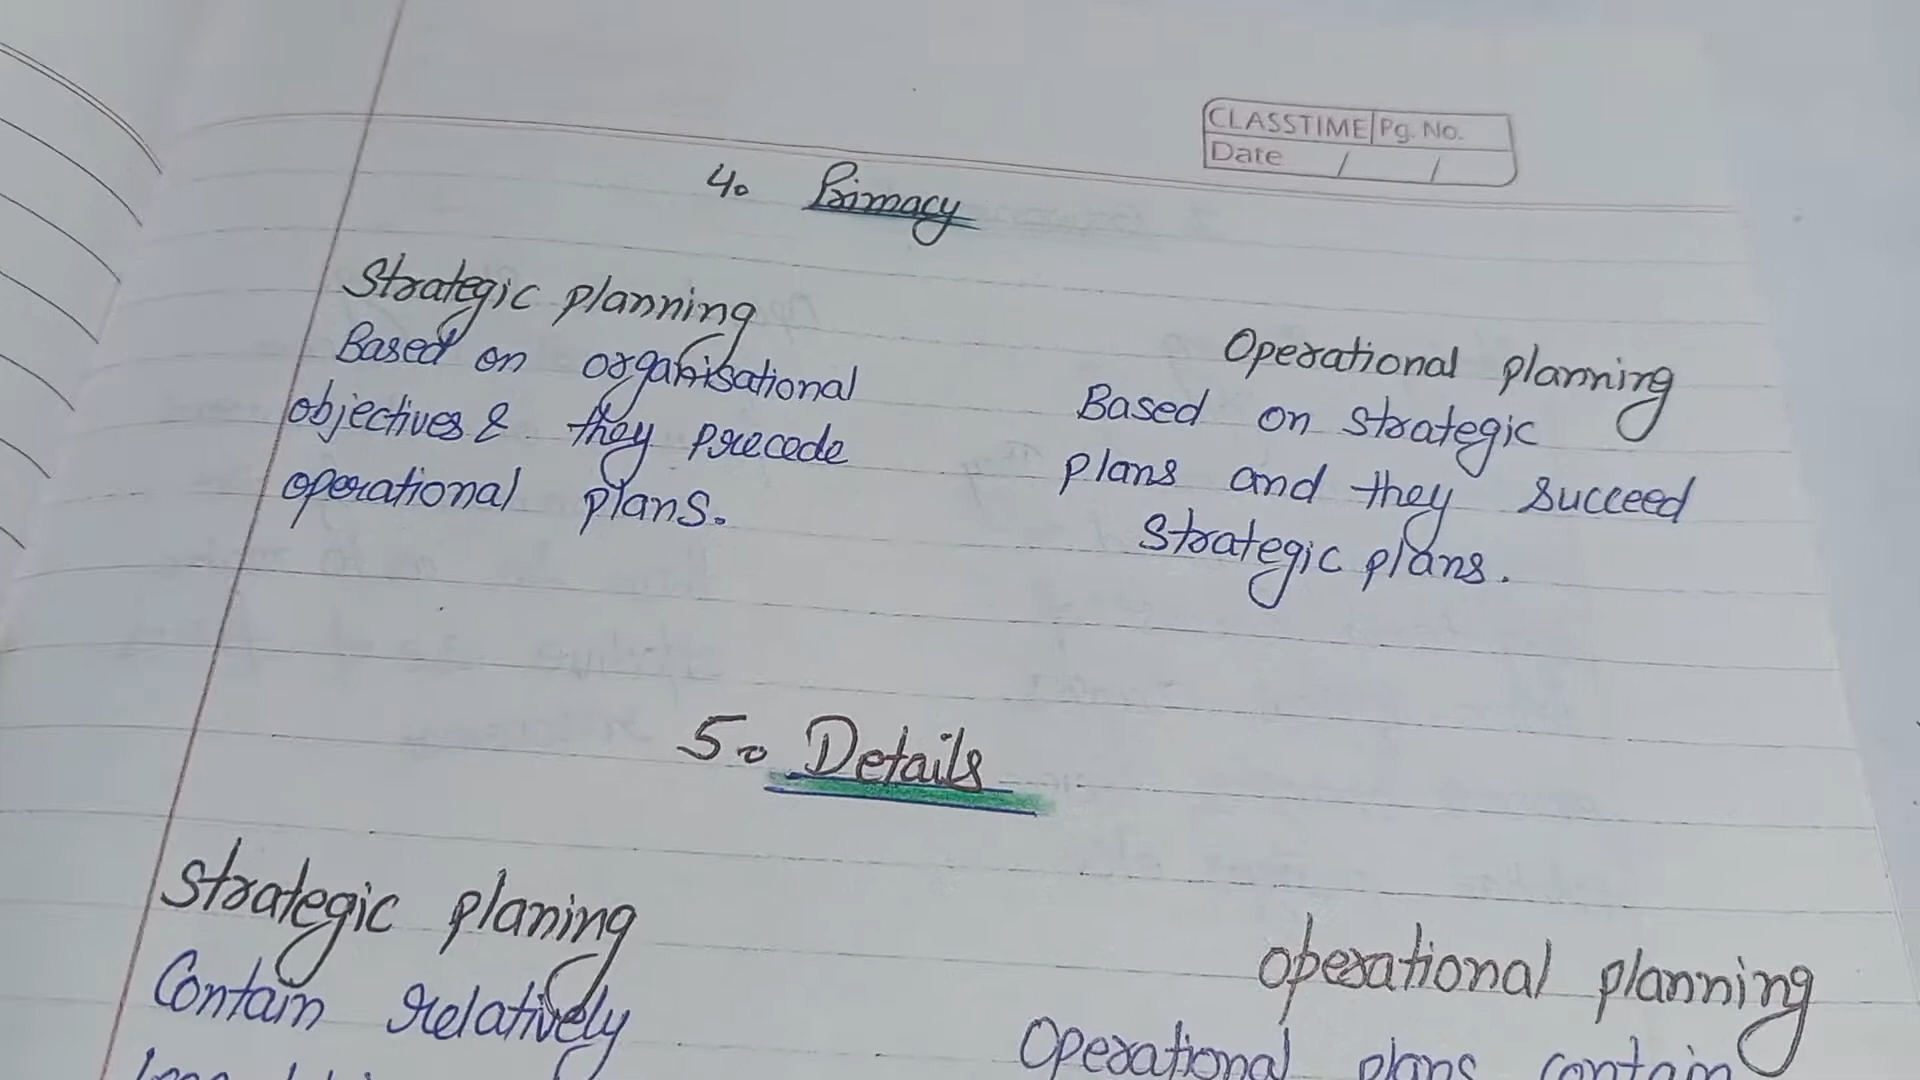 CLASSTIME Pg. No.
Date / /
4. Primacy
Strategic planning
Based on organisational
objectives & they precede
operational plans.
Operational planning
Based on strategic
plans and they succeed
Strategic plans.
5. Details
Strategic planing
Contain relatively
operational planning
Operational plans contain